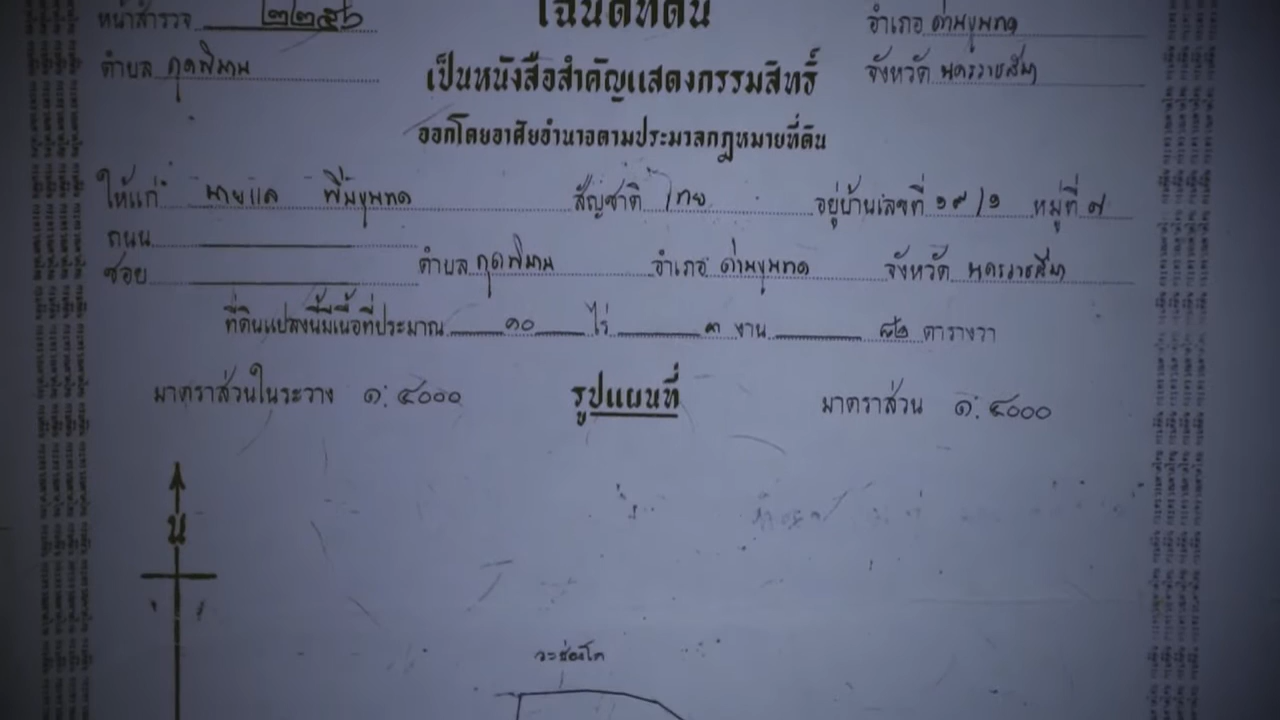 หน้าสำรวจ ๒๒๕๖ โฉนดที่ดิน อำเภอ ด่านขุนทด
ตำบล กุดพิมาน เป็นหนังสือสำคัญแสดงกรรมสิทธิ์ จังหวัด นครราชสีมา
ออกโดยอาศัยอำนาจตามประมวลกฎหมายที่ดิน
ให้แก่ นายแล พิมขุนทด สัญชาติ ไทย อยู่บ้านเลขที่ ๑๙/๑ หมู่ที่ ๗
ถนน
ซอย ตำบล กุดพิมาน อำเภอ ด่านขุนทด จังหวัด นครราชสีมา
ที่ดินแปลงนี้มีเนื้อที่ประมาณ ๑๐ ไร่ ๓ งาน ๘๒ ตารางวา
มาตราส่วนในระวาง ๑:๔๐๐๐ รูปแผนที่ มาตราส่วน ๑:๔๐๐๐
น